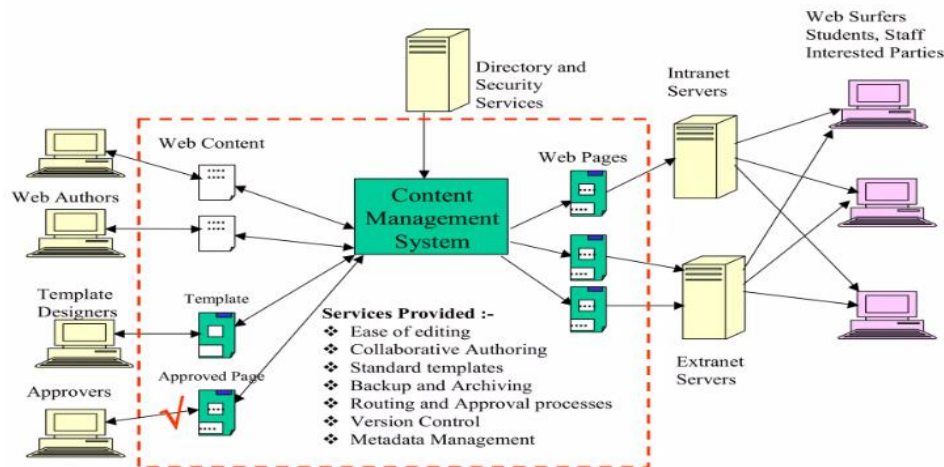 Web Surfers
Students, Staff
Interested Parties
Directory and
Security
Services
Intranet
Servers
Web Content
Web Pages
Web Authors
Content
Management
System
Template
Designers
Template
Services Provided :-
❖ Ease of editing
❖ Collaborative Authoring
❖ Standard templates
❖ Backup and Archiving
❖ Routing and Approval processes
❖ Version Control
❖ Metadata Management
Extranet
Servers
Approved Page
Approvers